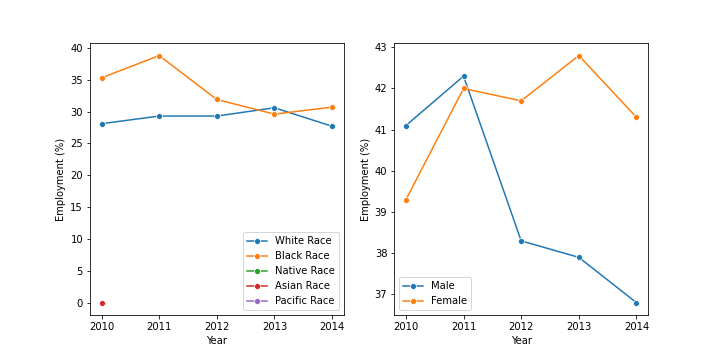 40
35
30
25
20
15
10
5
0
Employment (%)
2010 2011 2012 2013 2014
Year
White Race
Black Race
Native Race
Asian Race
Pacific Race
43
42
41
40
39
38
37
Employment (%)
2010 2011 2012 2013 2014
Year
Male
Female